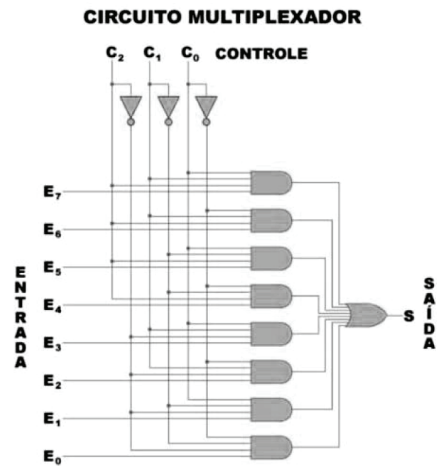 CIRCUITO MULTIPLEXADOR
C₂ C₁ C₀ CONTROLE
E₇
E₆
E₅
E₄
E₃
E₂
E₁
E₀
ENTRADA
S
SAÍDA